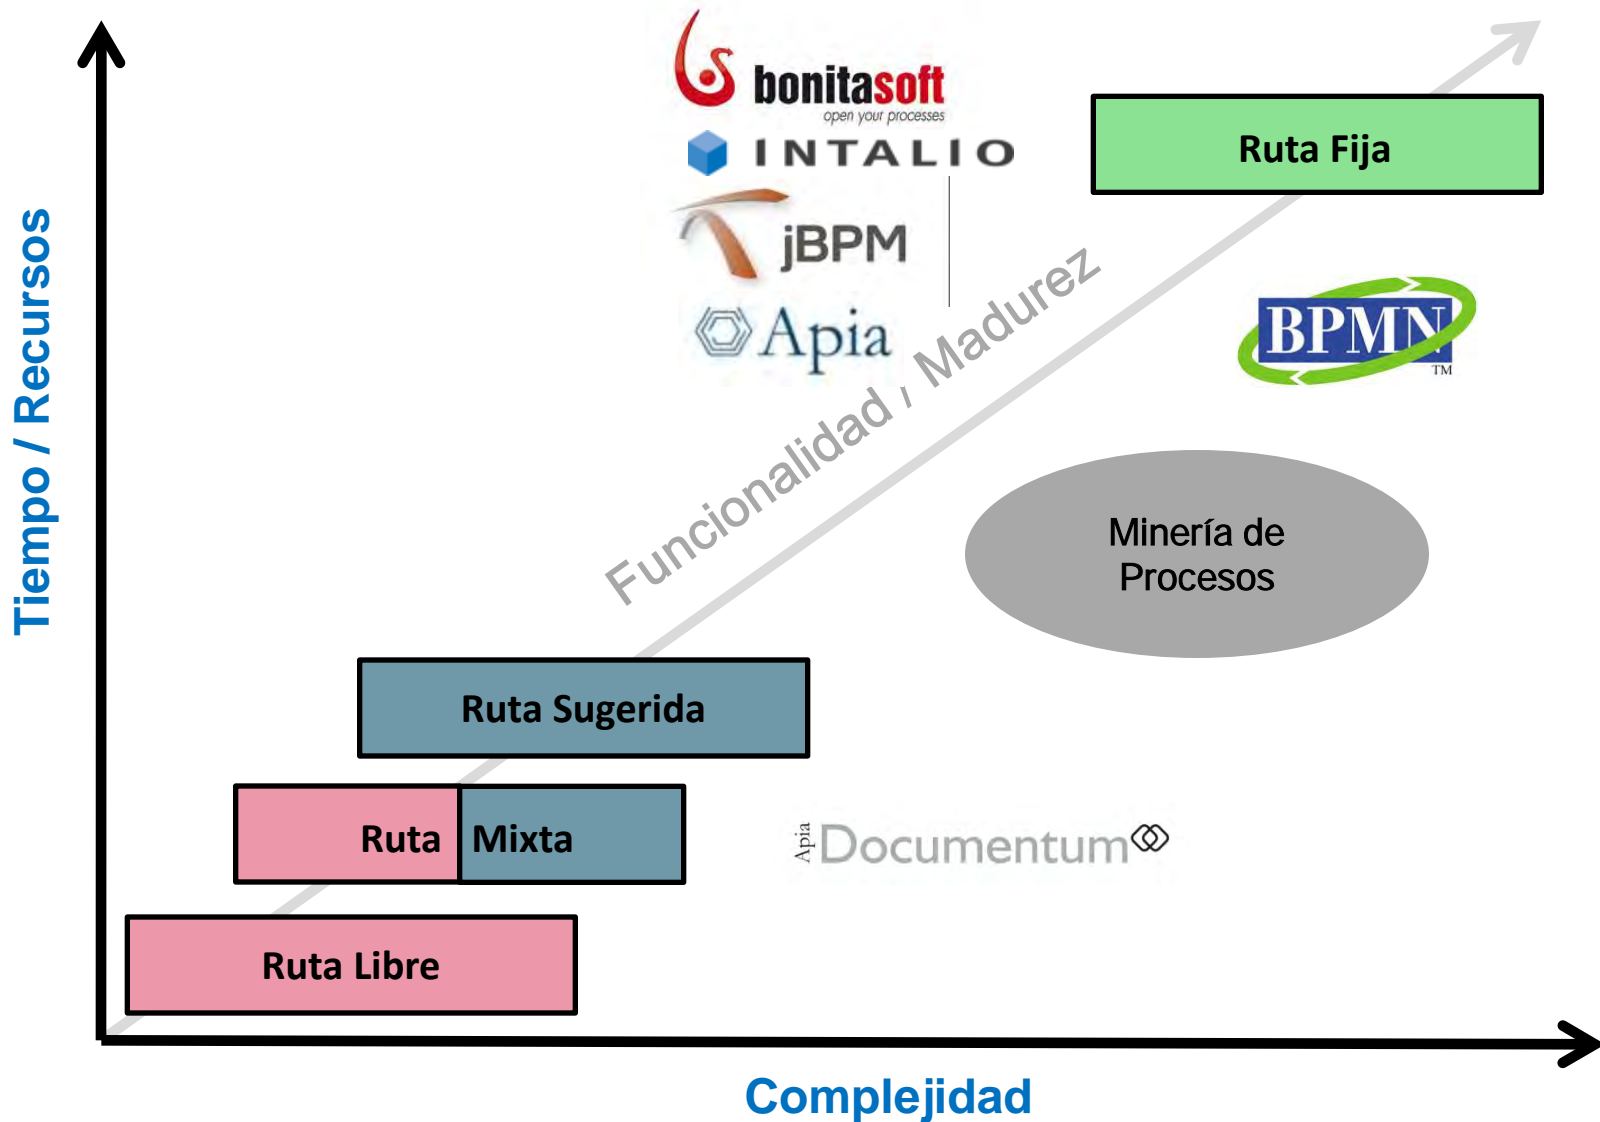 bonitasoft
open your processes
INTALIO
jBPM
Apia
Ruta Fija
BPMN
TM
Tiempo / Recursos
Funcionalidad / Madurez
Minería de
Procesos
Ruta Sugerida
Ruta Mixta
Apia Documentum
Ruta Libre
Complejidad